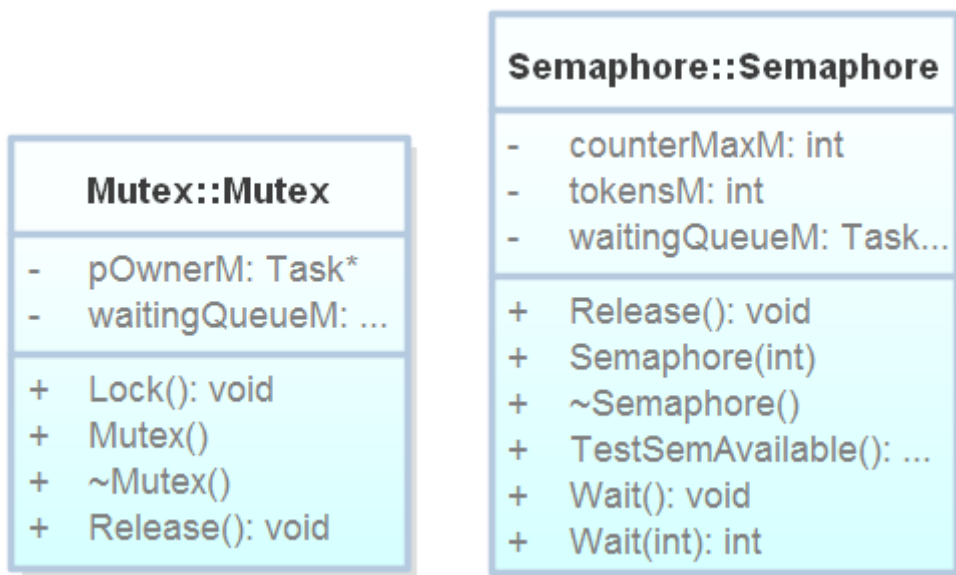 Mutex::Mutex
- pOwnerM: Task*
- waitingQueueM: ...
+ Lock(): void
+ Mutex()
+ ~Mutex()
+ Release(): void
Semaphore::Semaphore
- counterMaxM: int
- tokensM: int
- waitingQueueM: Task...
+ Release(): void
+ Semaphore(int)
+ ~Semaphore()
+ TestSemAvailable(): ...
+ Wait(): void
+ Wait(int): int